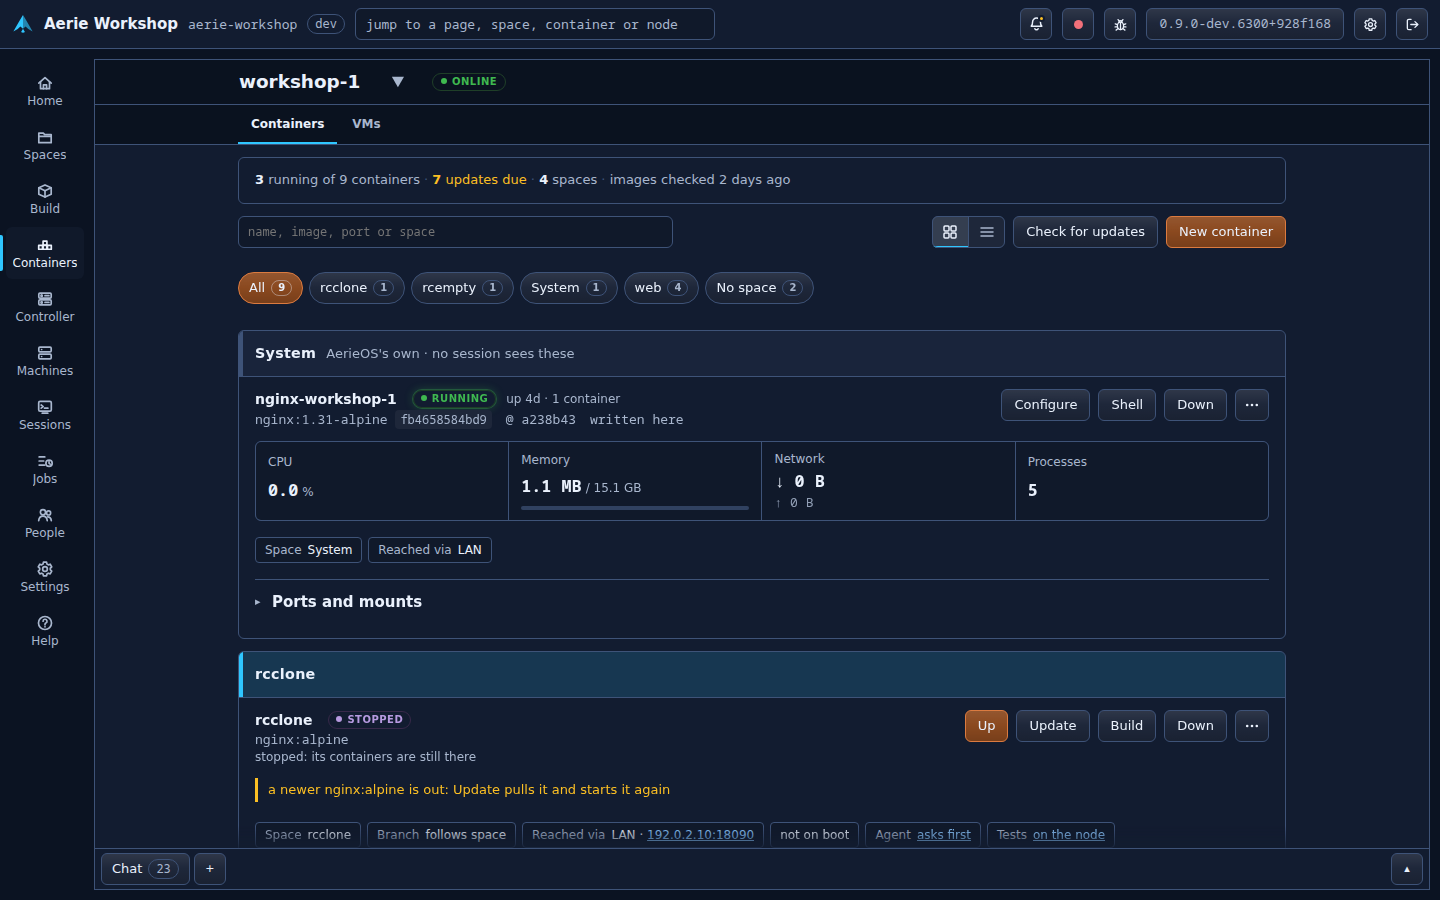 Aerie Workshop aerie-workshop dev jump to a page, space, container or node 0.9.0-dev.6300+928f168
Home
Spaces
Build
Containers
Controller
Machines
Sessions
Jobs
People
Settings
Help
workshop-1 ▼ ONLINE
Containers VMs
3 running of 9 containers · 7 updates due · 4 spaces · images checked 2 days ago
name, image, port or space
Check for updates New container
All 9 rcclone 1 rcempty 1 System 1 web 4 No space 2
System AerieOS's own · no session sees these
nginx-workshop-1 RUNNING up 4d · 1 container
Configure Shell Down ···
nginx:1.31-alpine fb4658584bd9 @ a238b43 written here
CPU
0.0 %
Memory
1.1 MB / 15.1 GB
Network
↓ 0 B
↑ 0 B
Processes
5
Space System Reached via LAN
▸ Ports and mounts
rcclone
rcclone STOPPED
Up Update Build Down ···
nginx:alpine
stopped: its containers are still there
a newer nginx:alpine is out: Update pulls it and starts it again
Space rcclone Branch follows space Reached via LAN · 192.0.2.10:18090 not on boot Agent asks first Tests on the node
Chat 23 + ▲